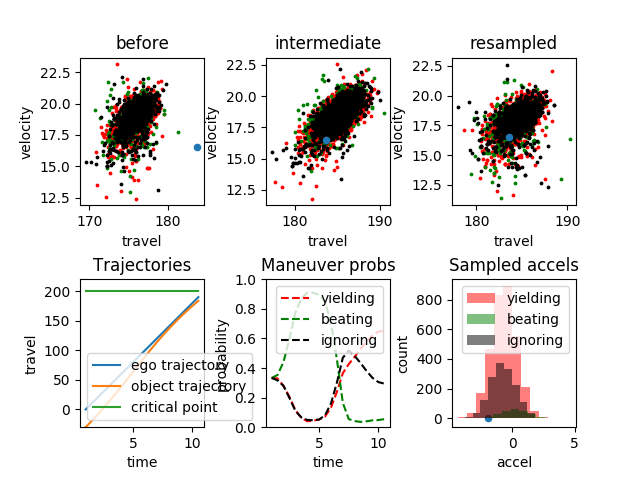 before
intermediate
resampled
velocity
22.5
20.0
17.5
15.0
12.5
170
180
travel
velocity
22.5
20.0
17.5
15.0
12.5
180
190
travel
velocity
22.5
20.0
17.5
15.0
12.5
180
190
travel
Trajectories
Maneuver probs
Sampled accels
travel
200
150
100
50
0
5
10
time
ego trajectory
object trajectory
critical point
probability
1.0
0.8
0.6
0.4
0.2
0.0
5
10
time
yielding
beating
ignoring
count
800
600
400
200
0
0
5
accel
yielding
beating
ignoring